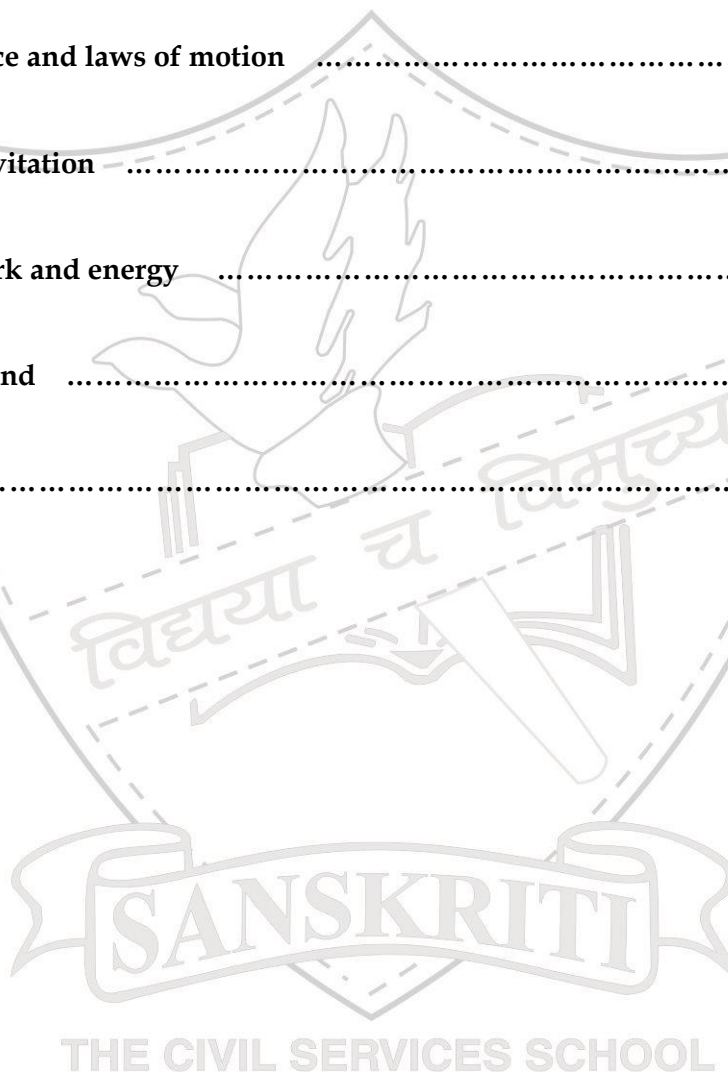 ce and laws of motion ………………………………………
vitation ………………………………………………………
rk and energy ………………………………………………
nd ………………………………………………………………
………………………………………………………………………
विद्यया च विमुच्य
SANSKRITI
THE CIVIL SERVICES SCHOOL